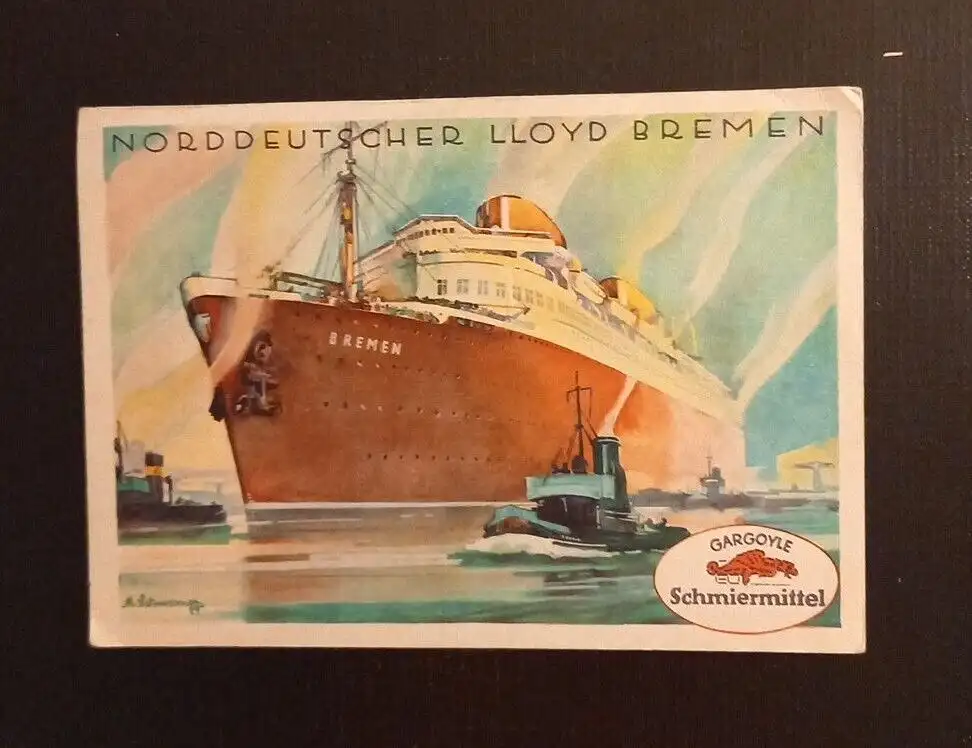 NORDDEUTSCHER LLOYD BREMEN
BREMEN
GARGOYLE
Schmiermittel